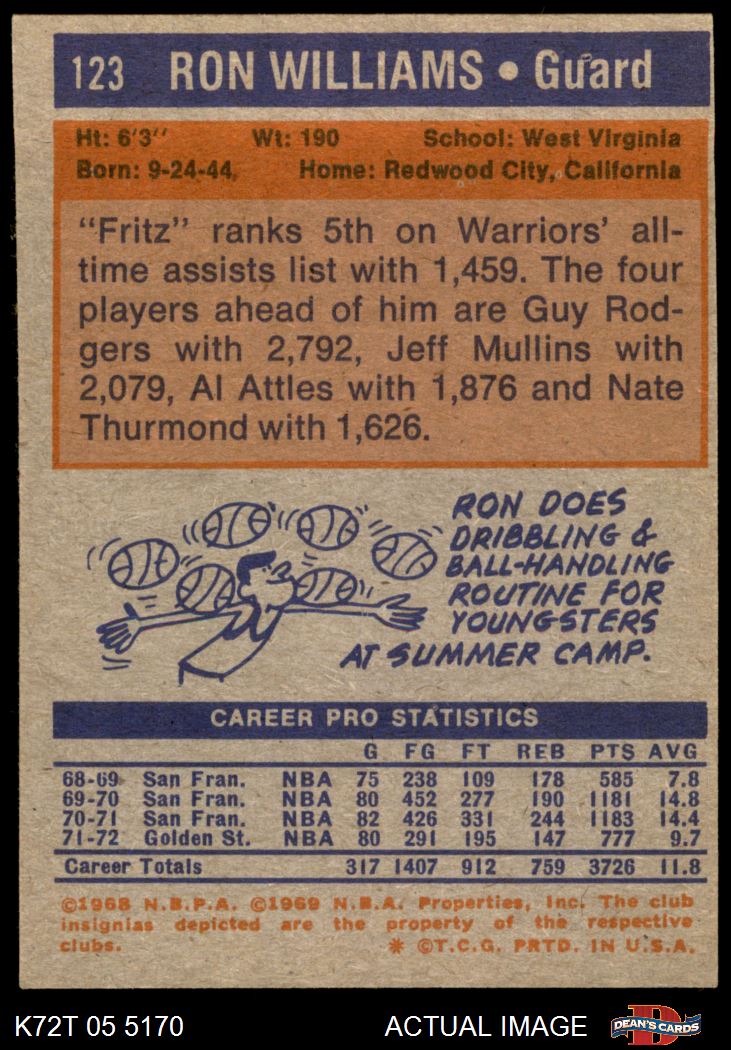 123 RON WILLIAMS • Guard
Ht: 6'3" Wt: 190 School: West Virginia
Born: 9-24-44 Home: Redwood City, California
"Fritz" ranks 5th on Warriors' all-
time assists list with 1,459. The four
players ahead of him are Guy Rod-
gers with 2,792, Jeff Mullins with
2,079, Al Attles with 1,876 and Nate
Thurmond with 1,626.
RON DOES
DRIBBLING &
BALL-HANDLING
ROUTINE FOR
YOUNGSTERS
AT SUMMER CAMP.
CAREER PRO STATISTICS
G FG FT REB PTS AVG
68-69 San Fran. NBA 75 238 109 178 585 7.8
69-70 San Fran. NBA 80 452 277 190 1181 14.8
70-71 San Fran. NBA 82 426 331 244 1183 14.4
71-72 Golden St. NBA 80 291 195 147 777 9.7
Career Totals 317 1407 912 759 3726 11.8
©1968 N.B.P.A. ©1969 N.B.A. Properties, Inc. The club
insignias depicted are the property of the respective
clubs. * ©T.C.G. PRTD. IN U.S.A.
K72T 05 5170 ACTUAL IMAGE D DEAN'S CARDS